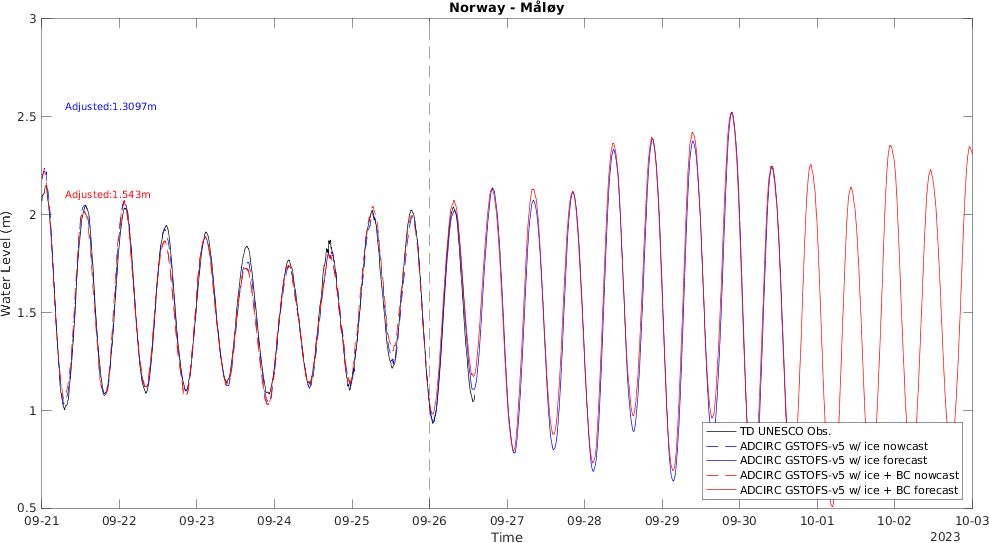 Norway - Måløy
3
2.5
2
1.5
1
0.5
Water Level (m)
Adjusted:1.3097m
Adjusted:1.543m
TD UNESCO Obs.
ADCIRC GSTOFS-v5 w/ ice nowcast
ADCIRC GSTOFS-v5 w/ ice forecast
ADCIRC GSTOFS-v5 w/ ice + BC nowcast
ADCIRC GSTOFS-v5 w/ ice + BC forecast
09-21 09-22 09-23 09-24 09-25 09-26 09-27 09-28 09-29 09-30 10-01 10-02 10-03
Time
2023